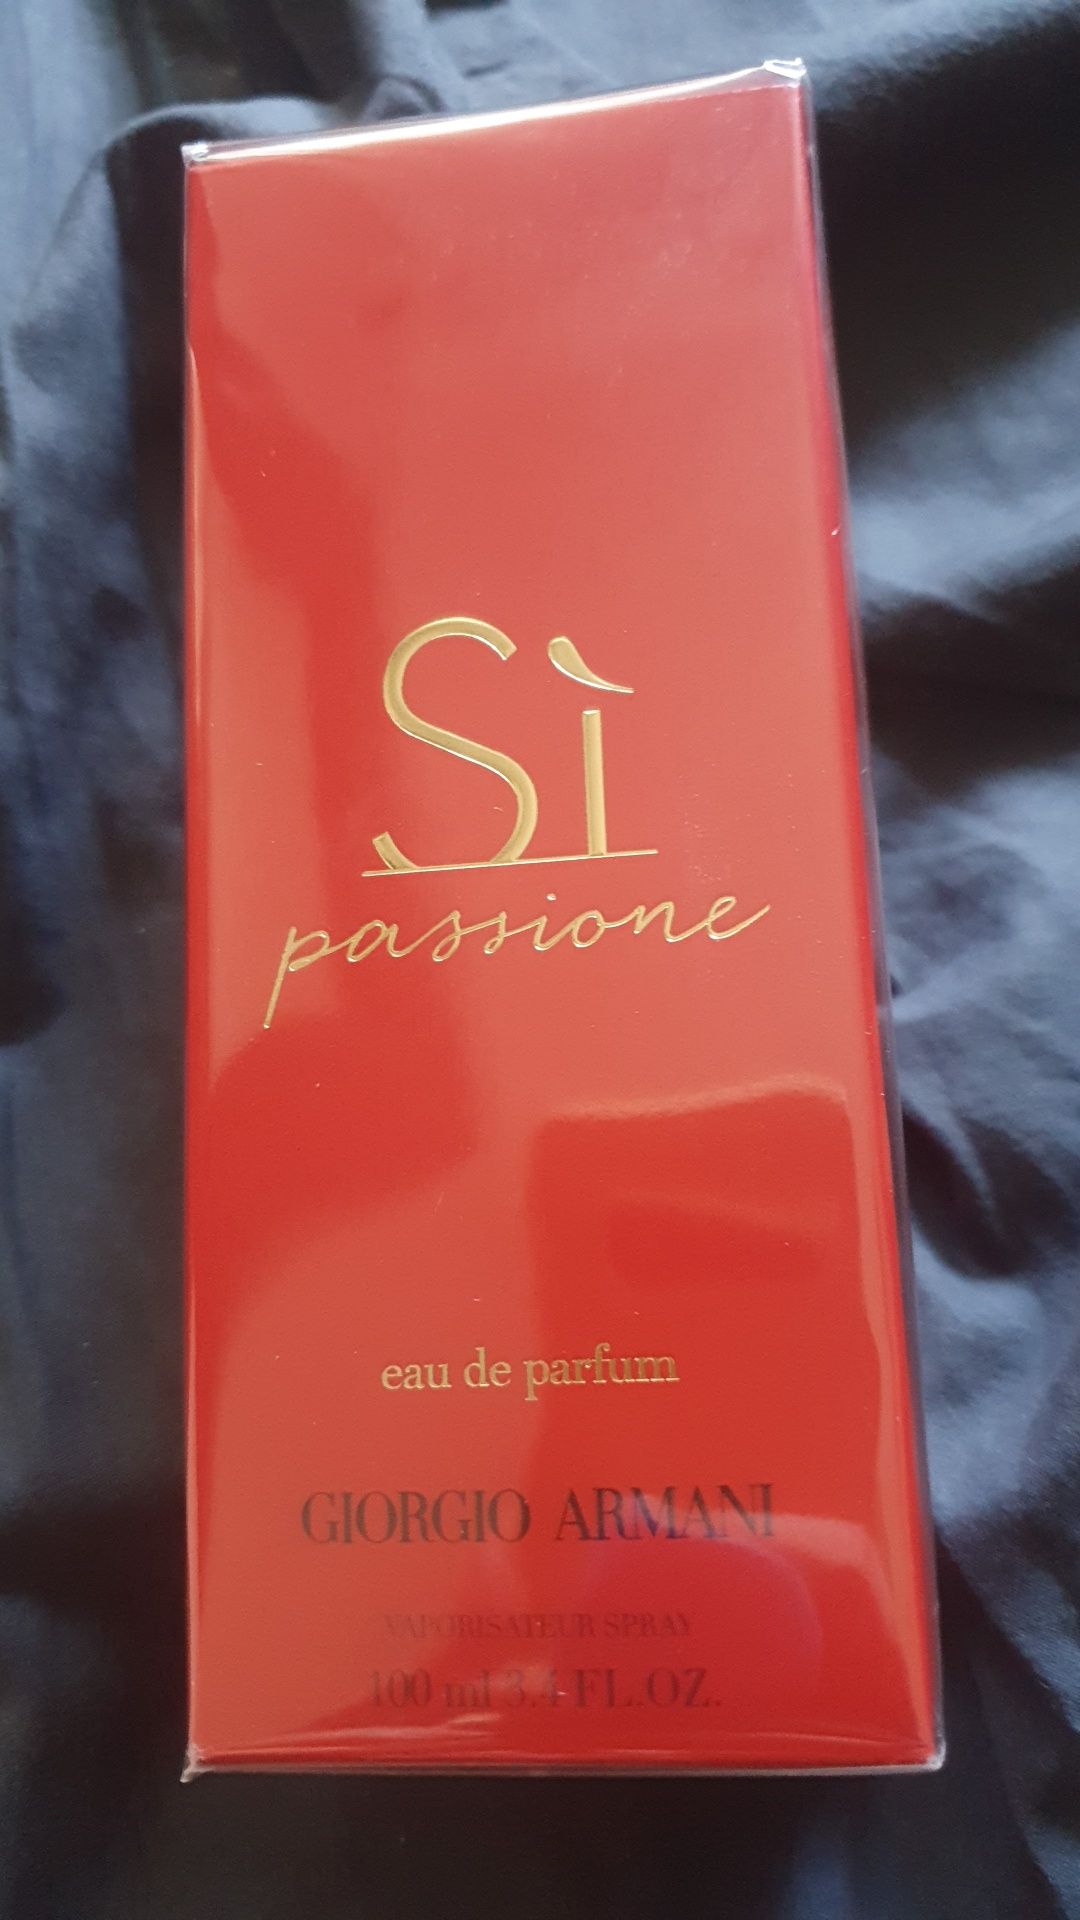 Sì
passione
eau de parfum
GIORGIO ARMANI
VAPORISATEUR SPRAY
100 ml 3.4 FL.OZ.